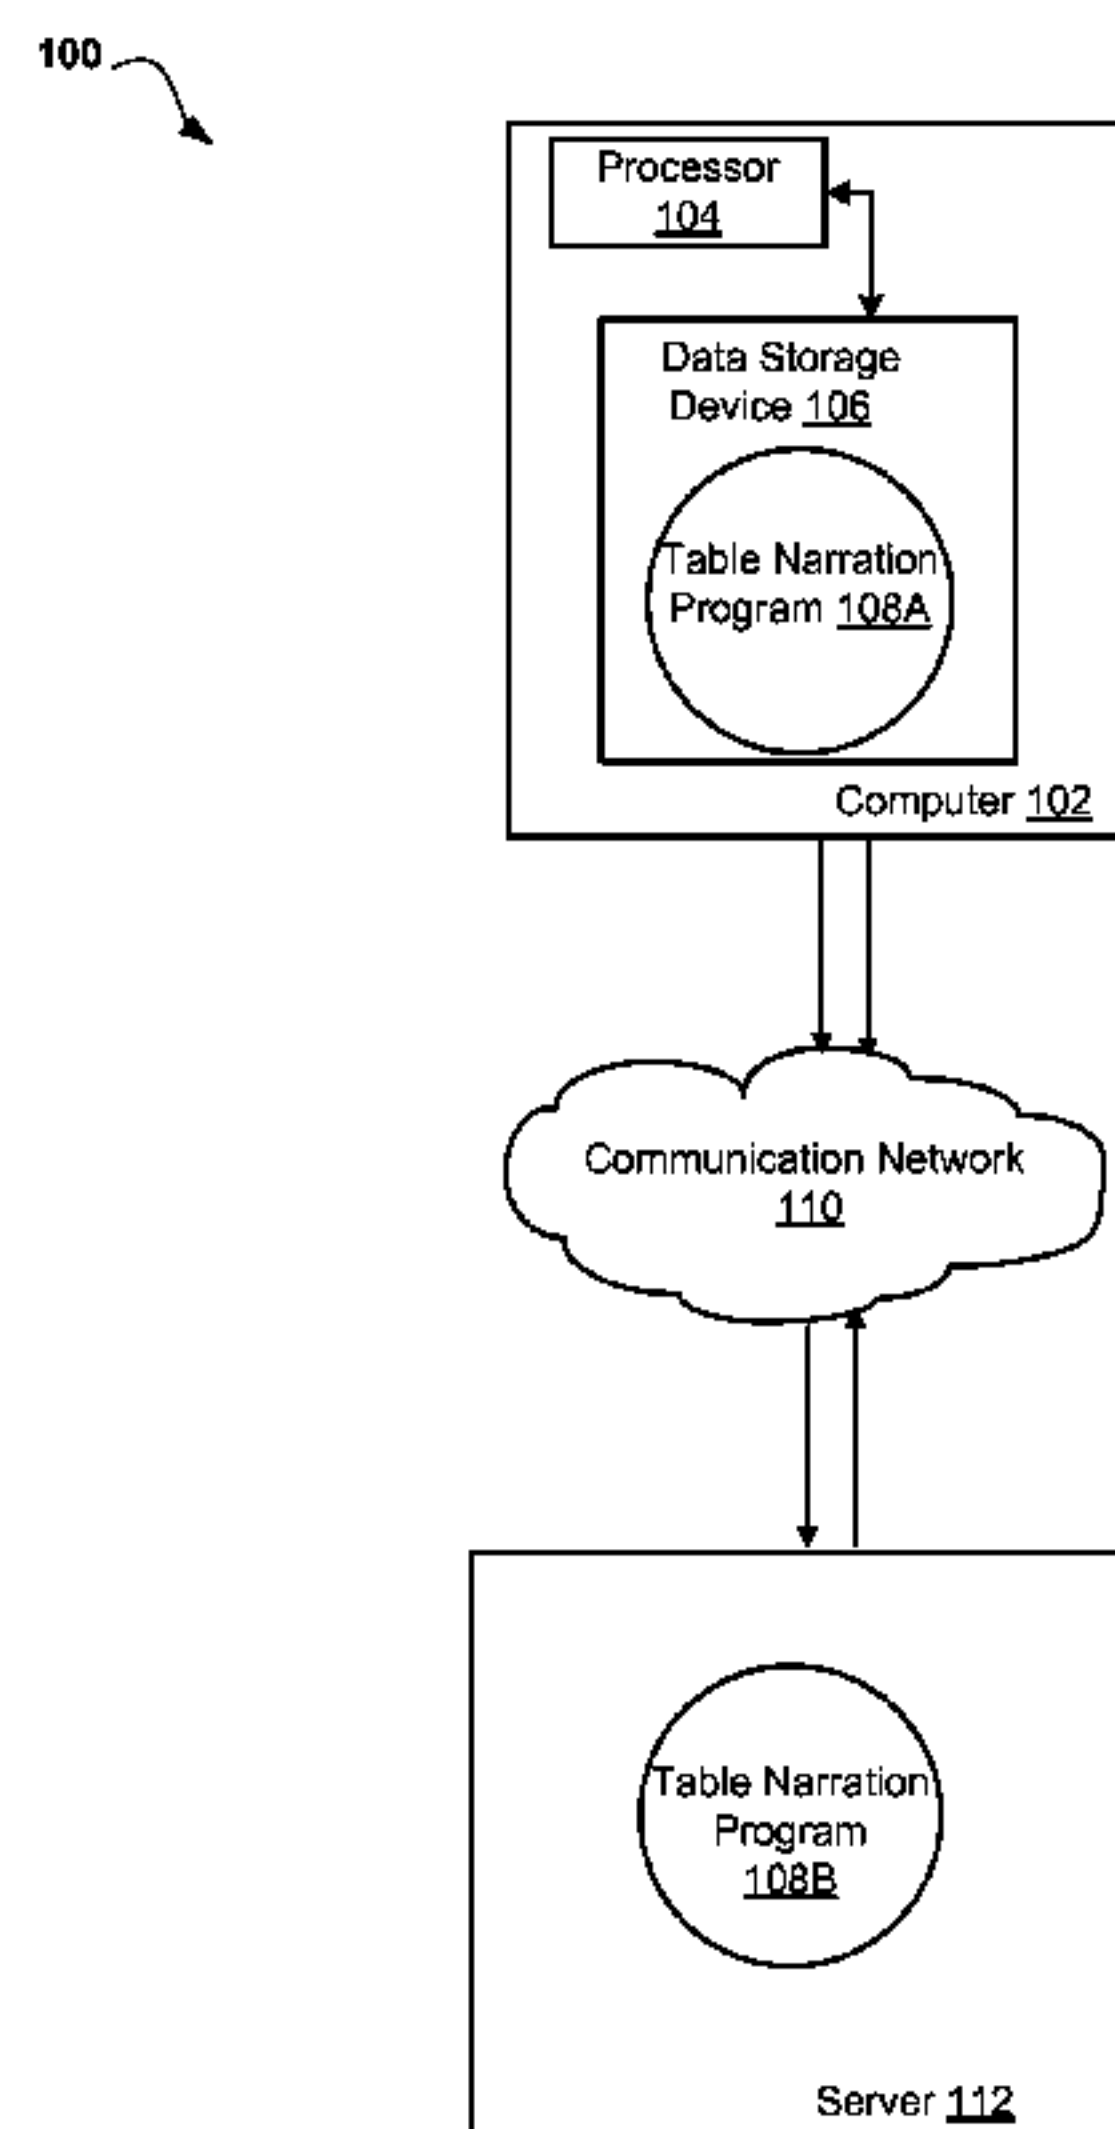 100
Processor
104
Data Storage
Device 106
Table Narration
Program 108A
Computer 102
Communication Network
110
Table Narration
Program
108B
Server 112